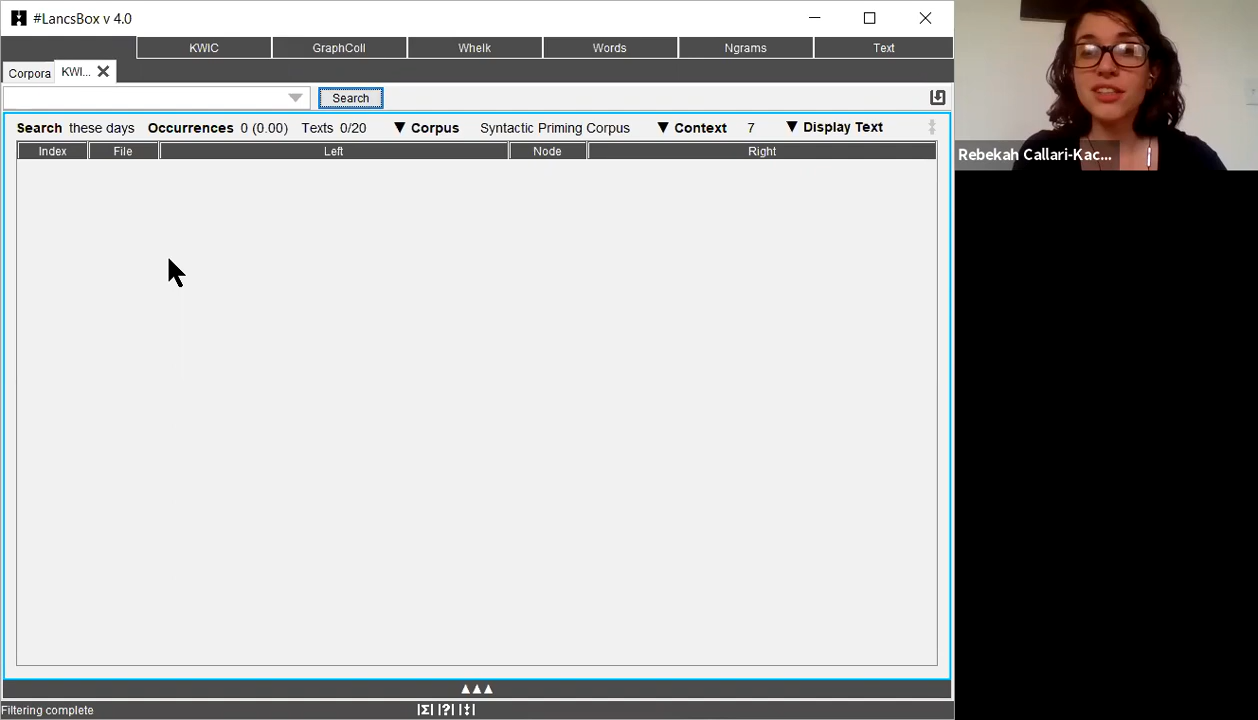 #LancsBox v 4.0
KWIC GraphColl Whelk Words Ngrams Text
Corpora KWI...
Search
Search these days Occurrences 0 (0.00) Texts 0/20 ▼ Corpus Syntactic Priming Corpus ▼ Context 7 ▼ Display Text
Index File Left Node Right
Rebekah Callari-Kac...
▲▲▲
Filtering complete |Σ| |?| |‡|